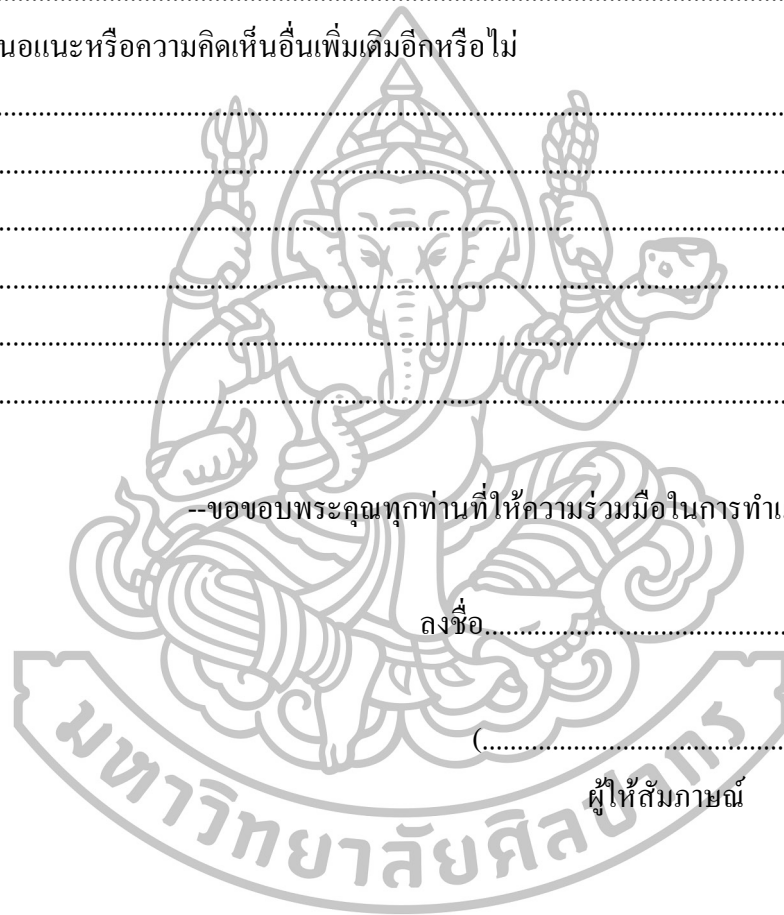 นอแนะหรือความคิดเห็นอื่นเพิ่มเติมอีกหรือไม่
--ขอขอบพระคุณทุกท่านที่ให้ความร่วมมือในการทำ
ลงชื่อ................................................
(................................................
ผู้ให้สัมภาษณ์
มหาวิทยาลัยศิลปากร